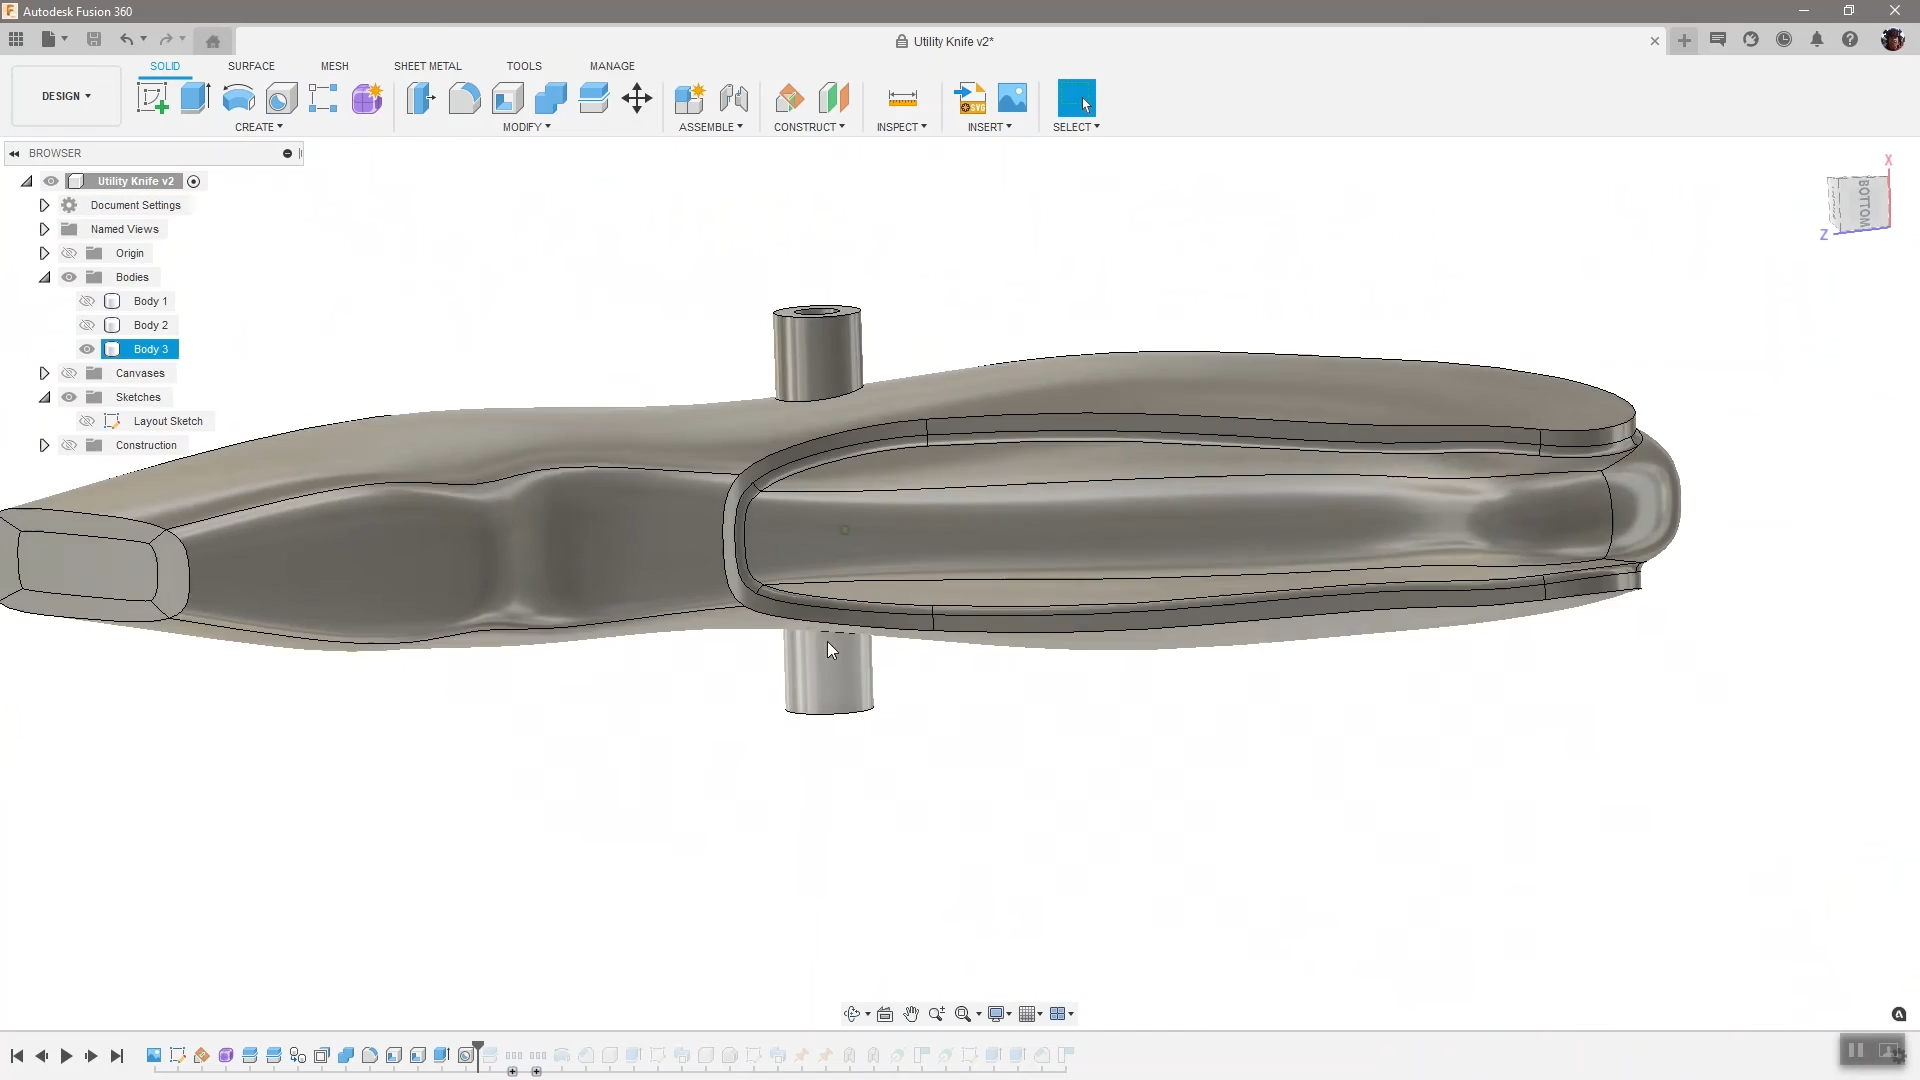 Autodesk Fusion 360
Utility Knife v2*
SOLID
SURFACE
MESH
SHEET METAL
TOOLS
MANAGE
DESIGN
SVG
CREATE
MODIFY
ASSEMBLE
CONSTRUCT
INSPECT
INSERT
SELECT
BROWSER
Utility Knife v2
Document Settings
Named Views
Origin
Bodies
Body 1
Body 2
Body 3
Canvases
Sketches
Layout Sketch
Construction
X
BOTTOM
Z